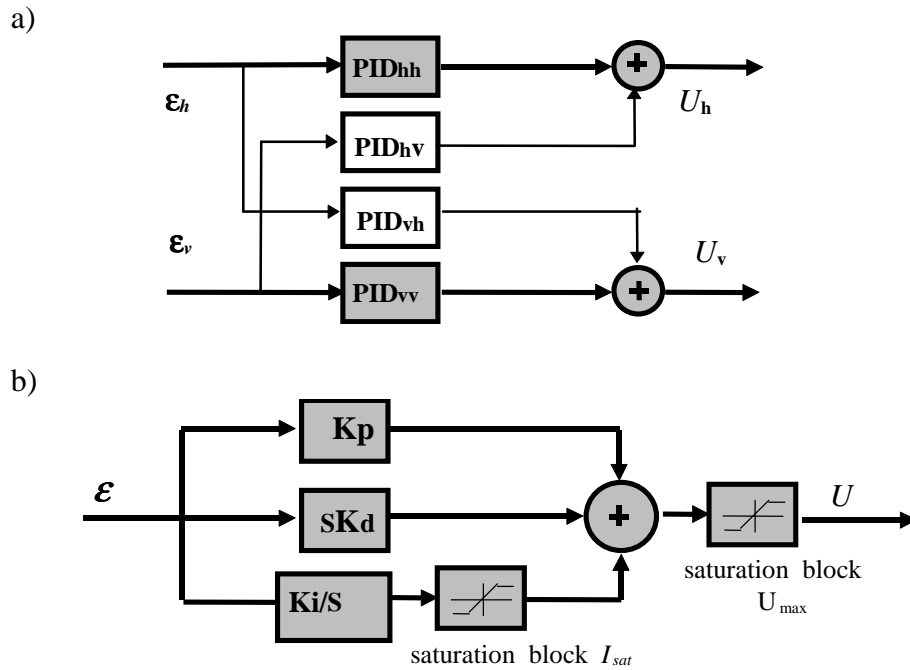 a)
PIDhh
εh
Uh
PIDhv
PIDvh
εv
Uv
PIDvv
b)
Kp
ε
U
sKd
saturation block
Umax
Ki/S
saturation block Isat